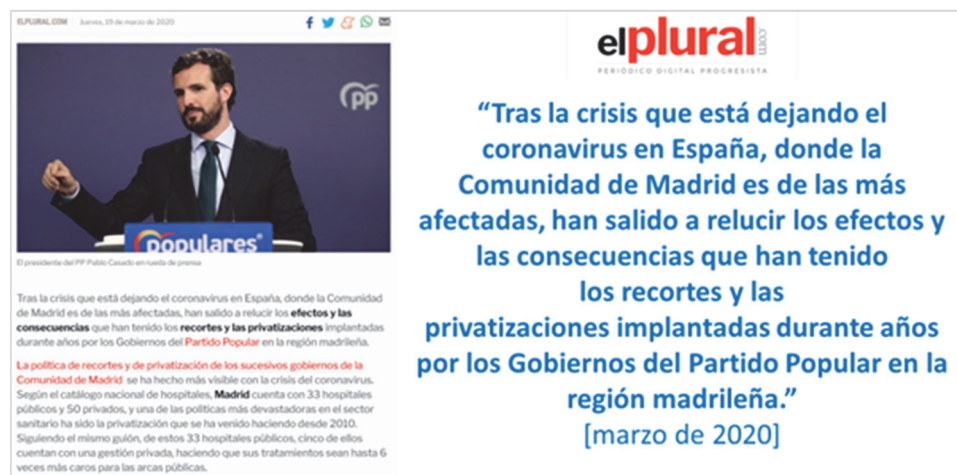 ELPLURAL.COM | Jueves, 19 de marzo de 2020
pp
populares
El presidente del PP Pablo Casado en rueda de prensa
Tras la crisis que está dejando el coronavirus en España, donde la Comunidad
de Madrid es de las más afectadas, han salido a relucir los efectos y las
consecuencias que han tenido los recortes y las privatizaciones implantadas
durante años por los Gobiernos del Partido Popular en la región madrileña.
La política de recortes y de privatización de los sucesivos gobiernos de la
Comunidad de Madrid se ha hecho más visible con la crisis del coronavirus.
Según el catálogo nacional de hospitales, Madrid cuenta con 33 hospitales
públicos y 50 privados, y una de las políticas más devastadoras en el sector
sanitario ha sido la privatización que se ha venido haciendo desde 2010.
Siguiendo el mismo guión, de estos 33 hospitales públicos, cinco de ellos
cuentan con una gestión privada, haciendo que sus tratamientos sean hasta 6
veces más caros para las arcas públicas.
elplural.com
PERIÓDICO DIGITAL PROGRESISTA
“Tras la crisis que está dejando el
coronavirus en España, donde la
Comunidad de Madrid es de las más
afectadas, han salido a relucir los efectos y
las consecuencias que han tenido
los recortes y las
privatizaciones implantadas durante años
por los Gobiernos del Partido Popular en la
región madrileña.”
[marzo de 2020]